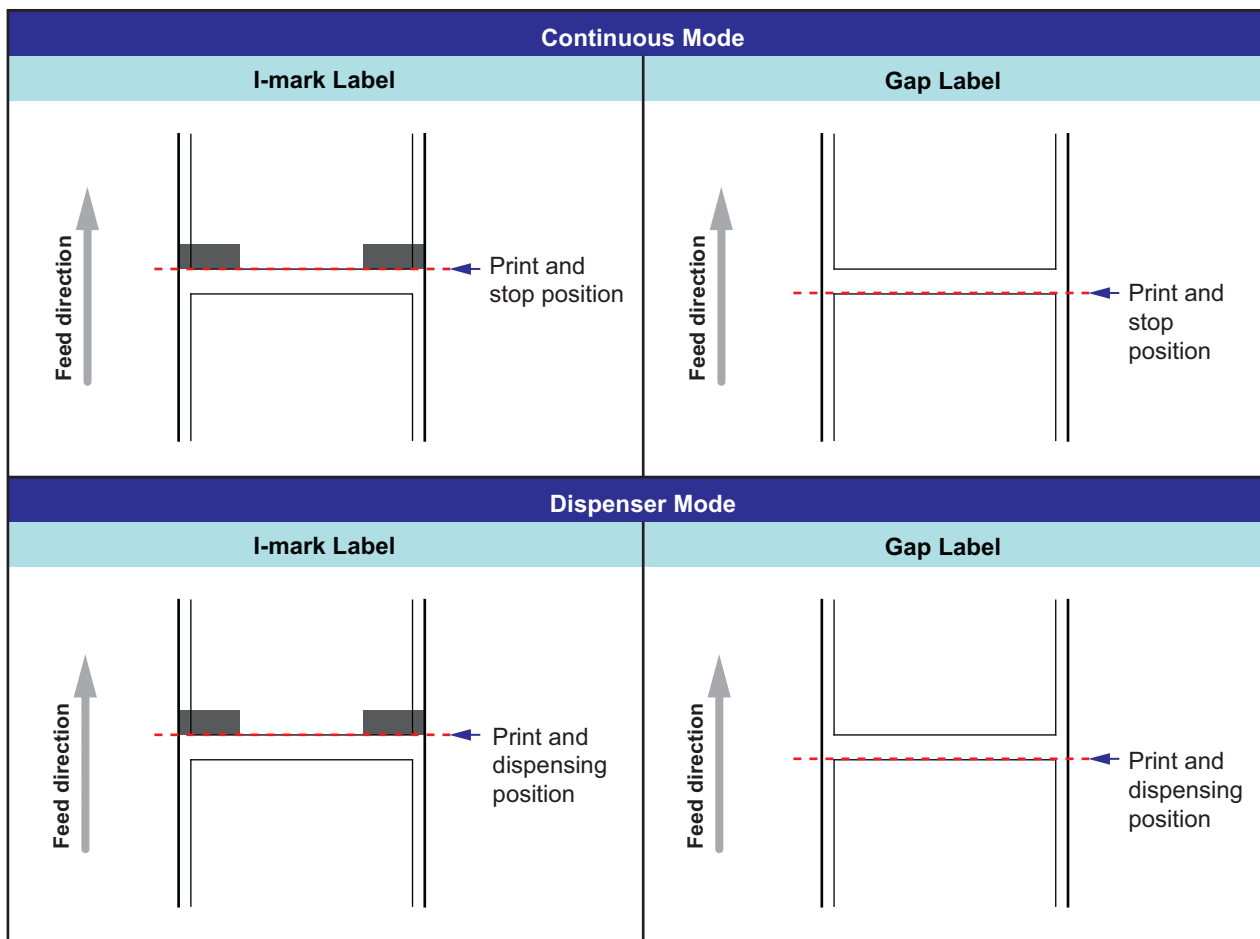 Continuous Mode
I-mark Label
Gap Label
Feed direction
Print and
stop position
Feed direction
Print and
stop
position
Dispenser Mode
I-mark Label
Gap Label
Feed direction
Print and
dispensing
position
Feed direction
Print and
dispensing
position